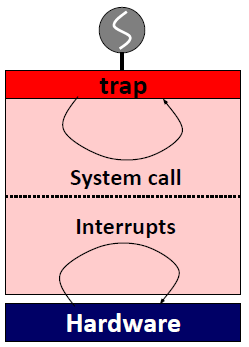 trap
System call
Interrupts
Hardware